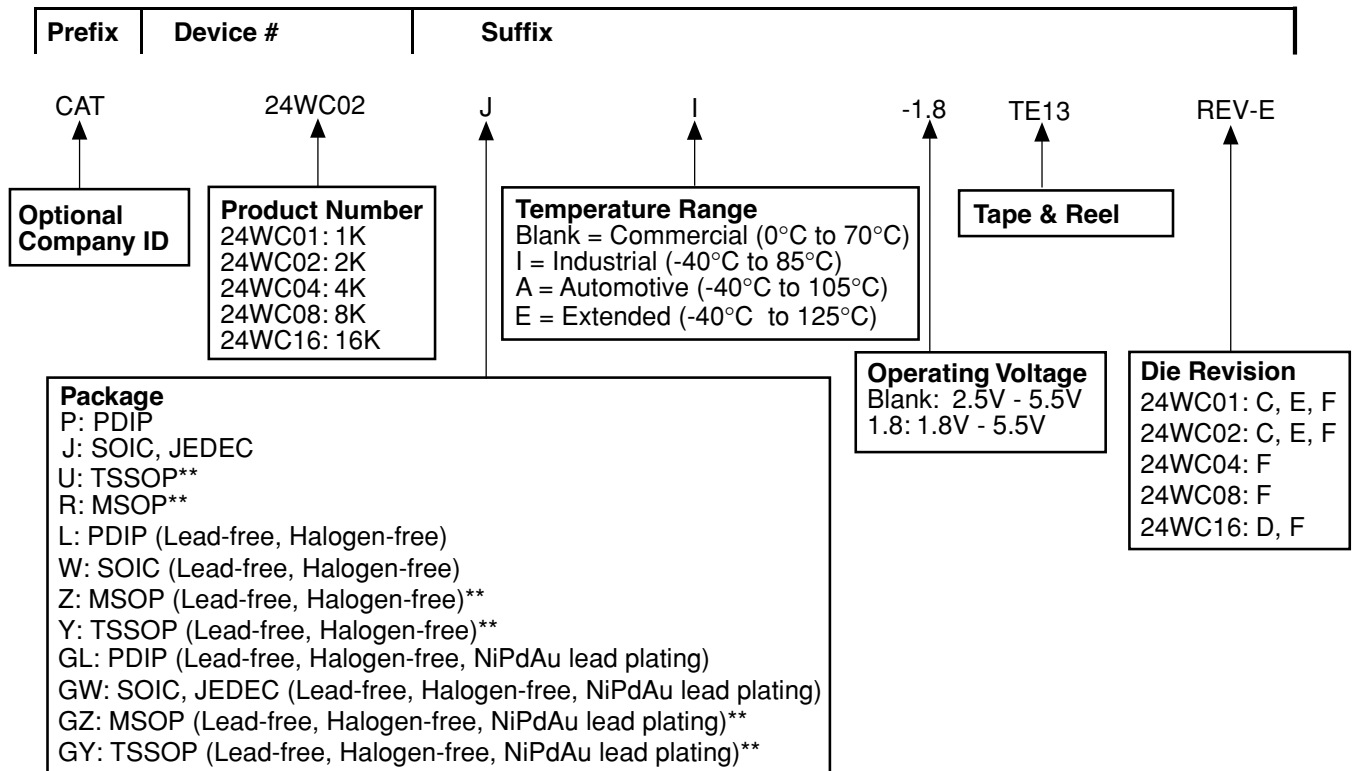 Prefix Device # Suffix
CAT 24WC02 J I -1.8 TE13 REV-E
Optional
Company ID
Product Number
24WC01: 1K
24WC02: 2K
24WC04: 4K
24WC08: 8K
24WC16: 16K
Temperature Range
Blank = Commercial (0°C to 70°C)
I = Industrial (-40°C to 85°C)
A = Automotive (-40°C to 105°C)
E = Extended (-40°C to 125°C)
Tape & Reel
Package
P: PDIP
J: SOIC, JEDEC
U: TSSOP**
R: MSOP**
L: PDIP (Lead-free, Halogen-free)
W: SOIC (Lead-free, Halogen-free)
Z: MSOP (Lead-free, Halogen-free)**
Y: TSSOP (Lead-free, Halogen-free)**
GL: PDIP (Lead-free, Halogen-free, NiPdAu lead plating)
GW: SOIC, JEDEC (Lead-free, Halogen-free, NiPdAu lead plating)
GZ: MSOP (Lead-free, Halogen-free, NiPdAu lead plating)**
GY: TSSOP (Lead-free, Halogen-free, NiPdAu lead plating)**
Operating Voltage
Blank: 2.5V - 5.5V
1.8: 1.8V - 5.5V
Die Revision
24WC01: C, E, F
24WC02: C, E, F
24WC04: F
24WC08: F
24WC16: D, F